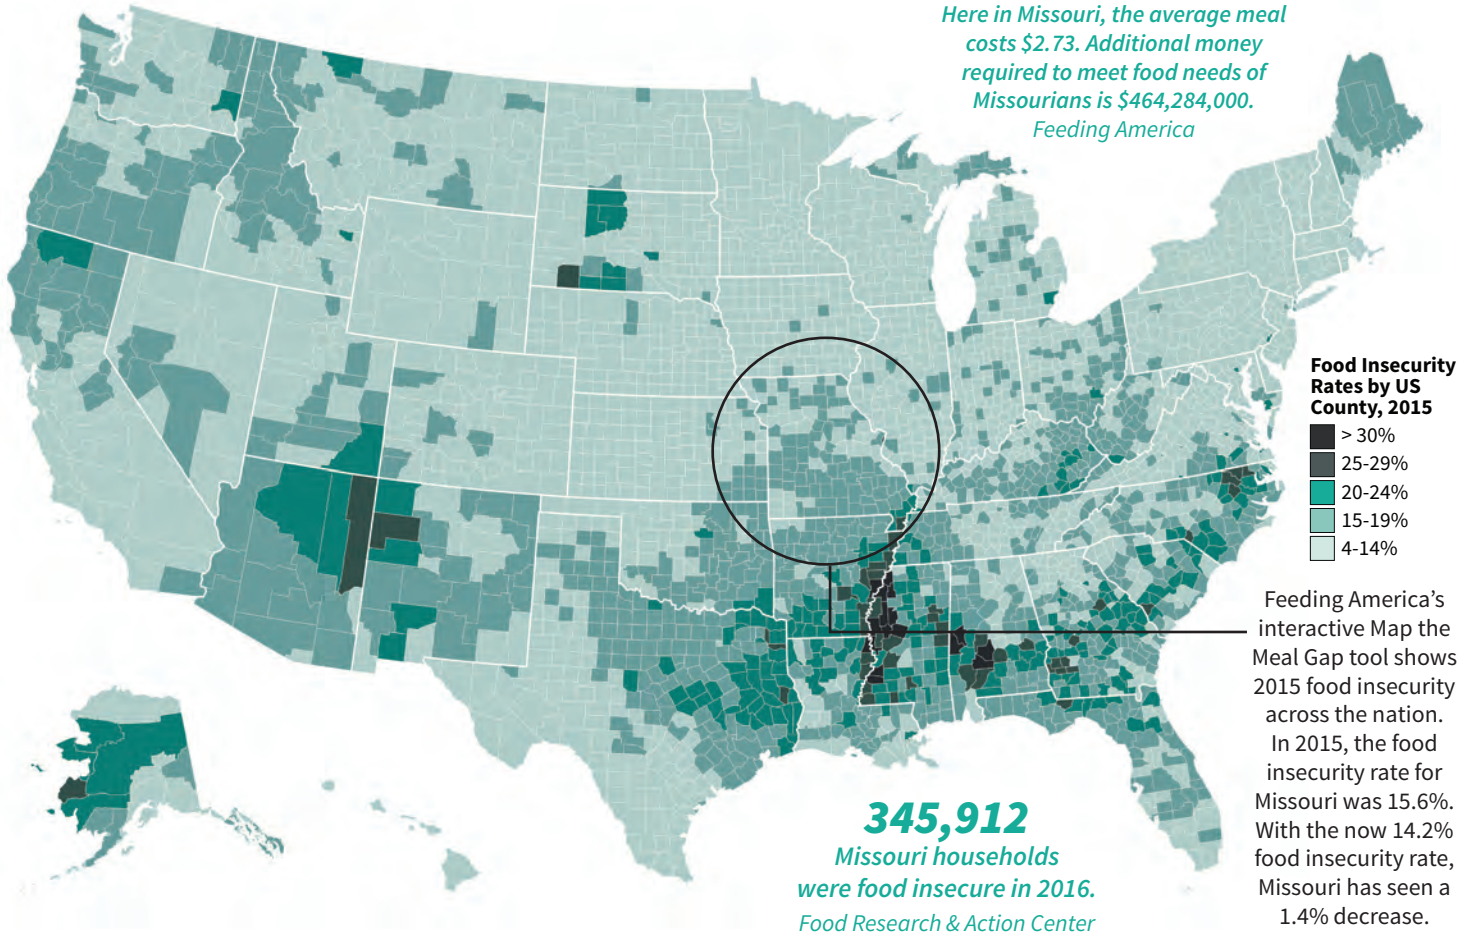 Here in Missouri, the average meal
costs $2.73. Additional money
required to meet food needs of
Missourians is $464,284,000.
Feeding America
Food Insecurity
Rates by US
County, 2015
> 30%
25-29%
20-24%
15-19%
4-14%
Feeding America’s
interactive Map the
Meal Gap tool shows
2015 food insecurity
across the nation.
In 2015, the food
insecurity rate for
Missouri was 15.6%.
With the now 14.2%
food insecurity rate,
Missouri has seen a
1.4% decrease.
345,912
Missouri households
were food insecure in 2016.
Food Research & Action Center